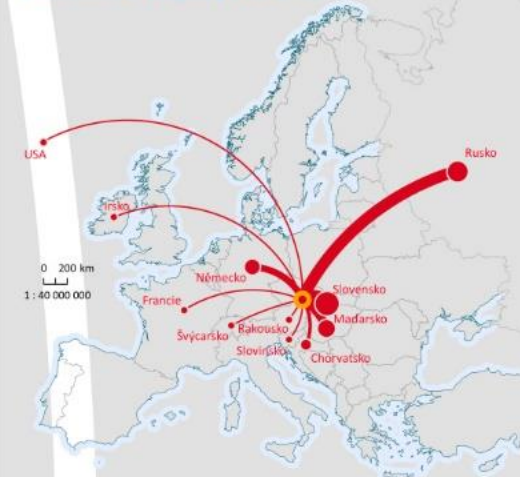 Rusko
USA
Irsko
0 200 km
1 : 40 000 000
Německo
Slovensko
Francie
Maďarsko
Rakousko
Švýcarsko
Slovinsko
Chorvatsko